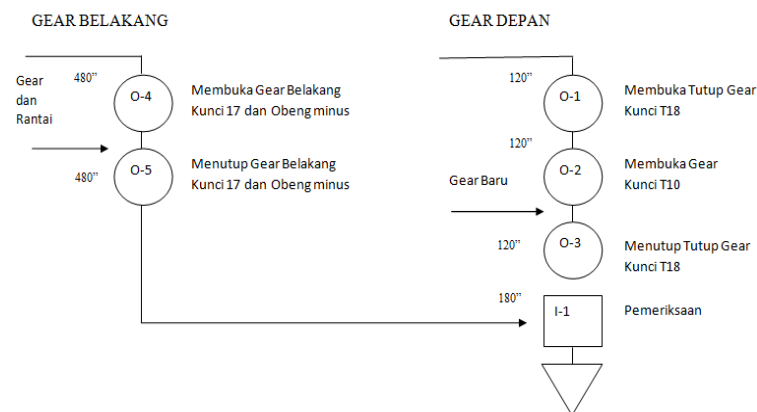 GEAR BELAKANG
Gear
dan
Rantai
480"
O-4
Membuka Gear Belakang
Kunci 17 dan Obeng minus
480"
O-5
Menutup Gear Belakang
Kunci 17 dan Obeng minus
GEAR DEPAN
120"
O-1
Membuka Tutup Gear
Kunci T18
120"
O-2
Membuka Gear
Kunci T10
Gear Baru
120"
O-3
Menutup Tutup Gear
Kunci T18
180"
I-1
Pemeriksaan